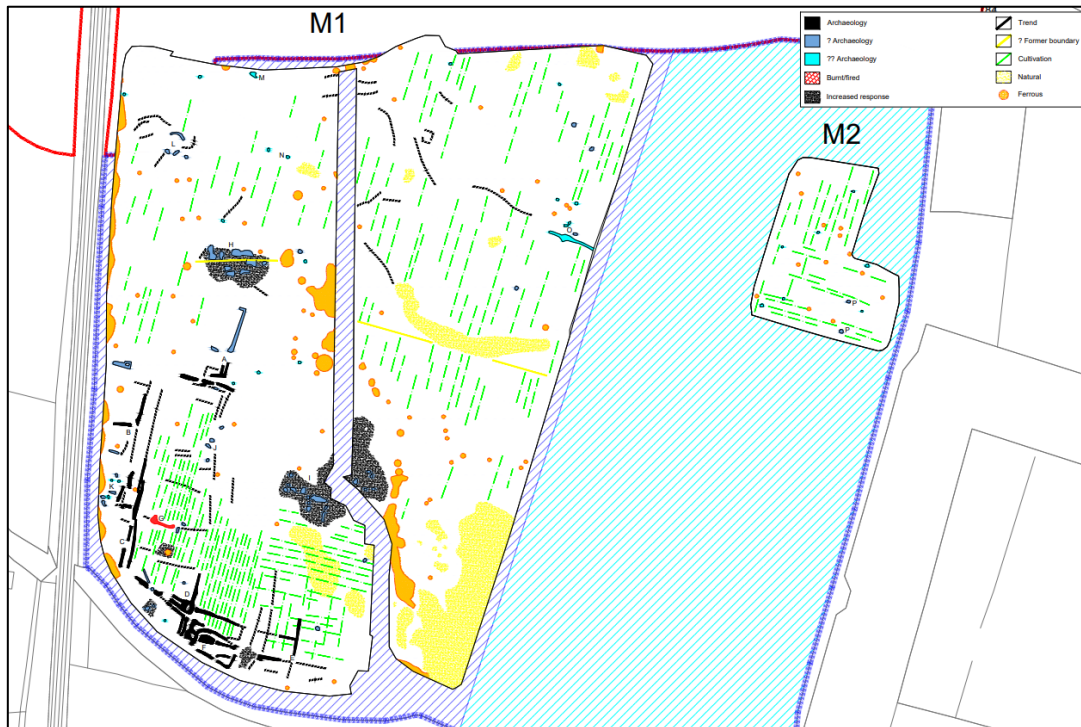 M1
Archaeology
? Archaeology
?? Archaeology
Burnt/fired
Increased response
Trend
? Former boundary
Cultivation
Natural
Ferrous
M2
M
L
N
O
H
P
P
A
B
J
K
I
G
C
D
F
E